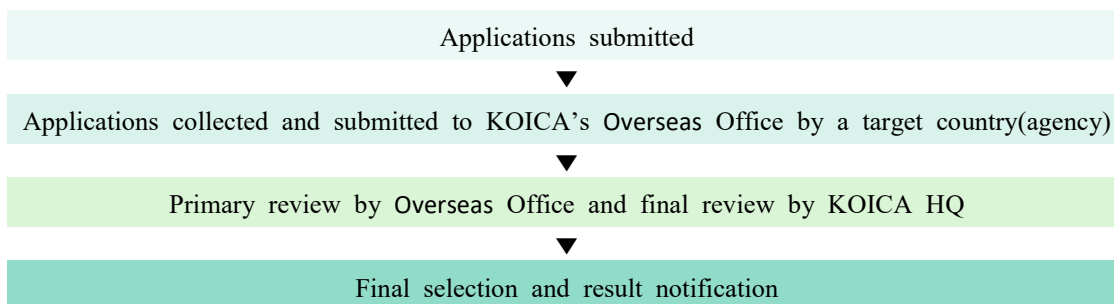 Applications submitted
▼
Applications collected and submitted to KOICA’s Overseas Office by a target country(agency)
▼
Primary review by Overseas Office and final review by KOICA HQ
▼
Final selection and result notification